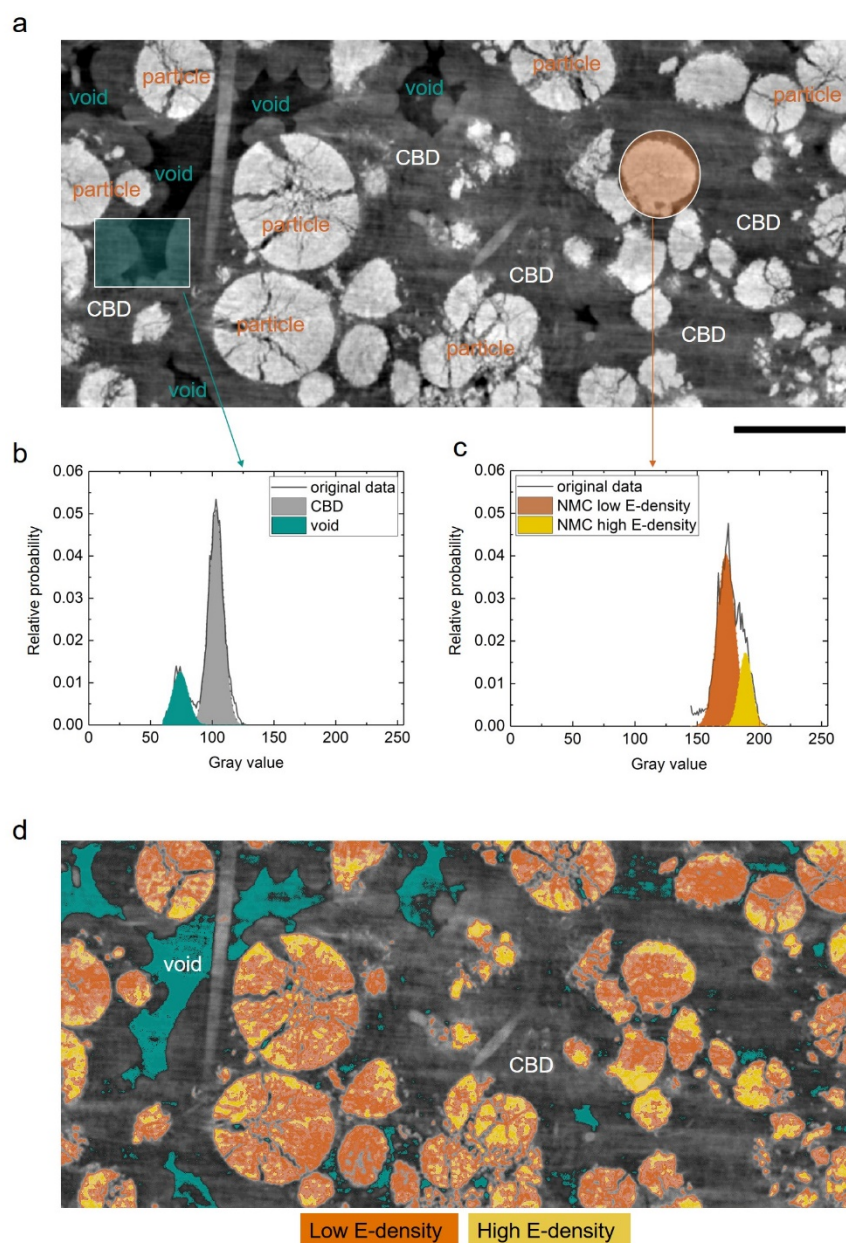 a
particle
particle
void
void
void
particle
CBD
void
particle
particle
CBD
particle
CBD
CBD
particle
particle
CBD
void
b
0.06
0.05
0.04
0.03
0.02
0.01
0.00
Relative probability
original data
CBD
void
0
50
100
150
200
250
Gray value
c
0.06
0.05
0.04
0.03
0.02
0.01
0.00
Relative probability
original data
NMC low E-density
NMC high E-density
0
50
100
150
200
250
Gray value
d
void
CBD
Low E-density
High E-density